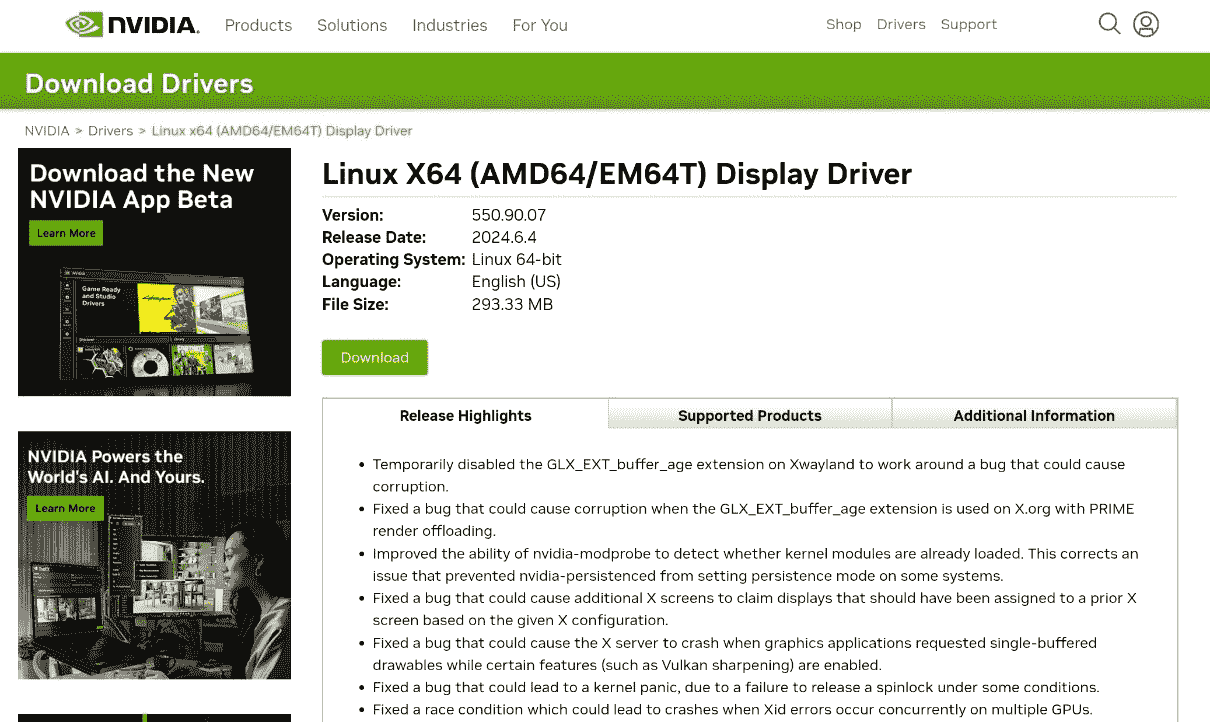 NVIDIA.
Products
Solutions
Industries
For You
Shop
Drivers
Support
Download Drivers
NVIDIA > Drivers > Linux x64 (AMD64/EM64T) Display Driver
Download the New
NVIDIA App Beta
Learn More
Game Ready
and Studio
Drivers
NVIDIA Powers the
World's AI. And Yours.
Learn More
Linux X64 (AMD64/EM64T) Display Driver
Version: 550.90.07
Release Date: 2024.6.4
Operating System: Linux 64-bit
Language: English (US)
File Size: 293.33 MB
Download
Release Highlights
Supported Products
Additional Information
• Temporarily disabled the GLX_EXT_buffer_age extension on Xwayland to work around a bug that could cause
corruption.
• Fixed a bug that could cause corruption when the GLX_EXT_buffer_age extension is used on X.org with PRIME
render offloading.
• Improved the ability of nvidia-modprobe to detect whether kernel modules are already loaded. This corrects an
issue that prevented nvidia-persistenced from setting persistence mode on some systems.
• Fixed a bug that could cause additional X screens to claim displays that should have been assigned to a prior X
screen based on the given X configuration.
• Fixed a bug that could cause the X server to crash when graphics applications requested single-buffered
drawables while certain features (such as Vulkan sharpening) are enabled.
• Fixed a bug that could lead to a kernel panic, due to a failure to release a spinlock under some conditions.
• Fixed a race condition which could lead to crashes when Xid errors occur concurrently on multiple GPUs.